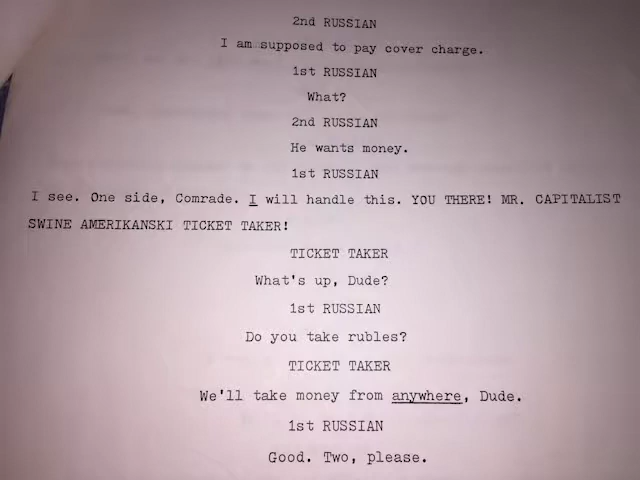 2nd RUSSIAN
I am supposed to pay cover charge.
1st RUSSIAN
What?
2nd RUSSIAN
He wants money.
1st RUSSIAN
I see. One side, Comrade. I will handle this. YOU THERE! MR. CAPITALIST
SWINE AMERIKANSKI TICKET TAKER!
TICKET TAKER
What's up, Dude?
1st RUSSIAN
Do you take rubles?
TICKET TAKER
We'll take money from anywhere, Dude.
1st RUSSIAN
Good. Two, please.